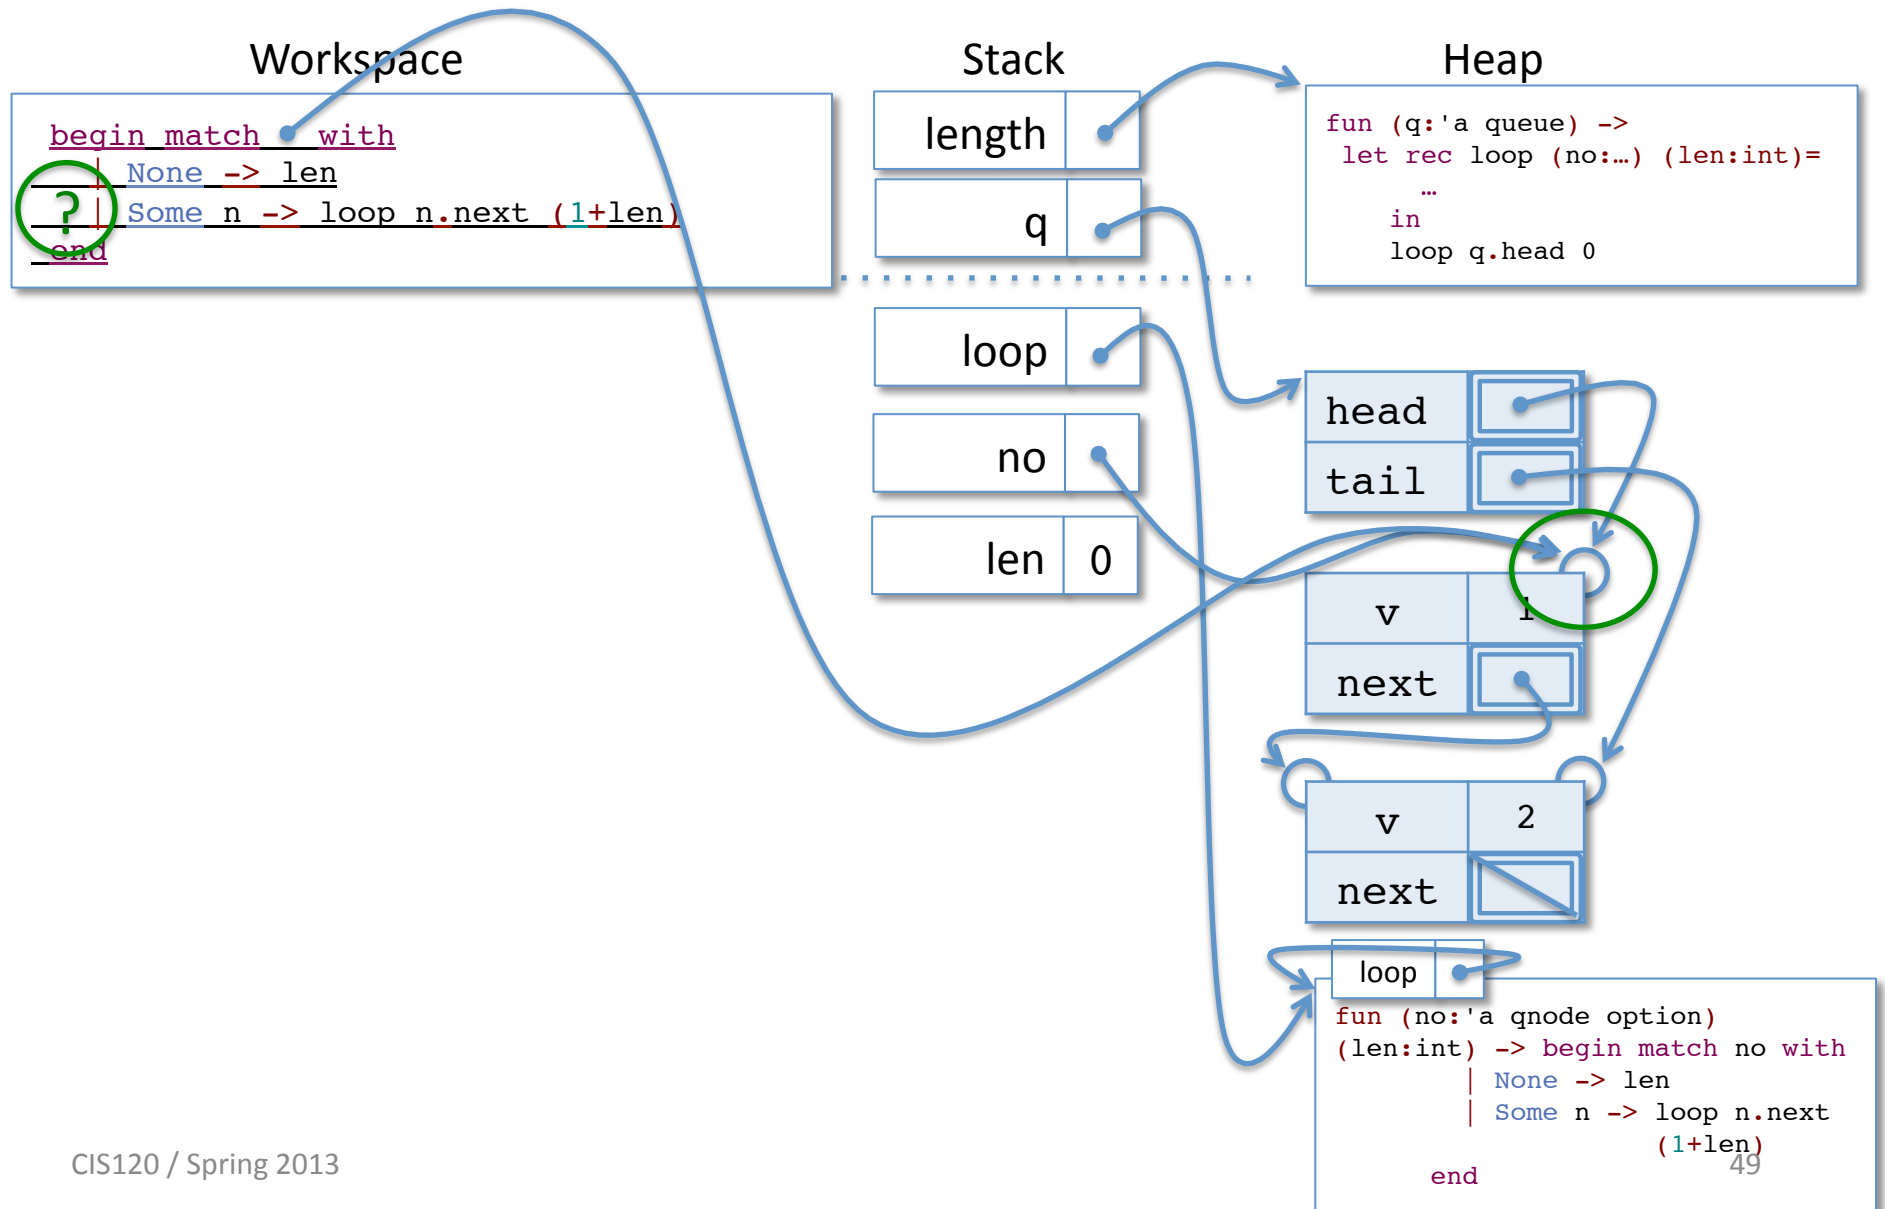 Workspace
begin match with
| None -> len
? | Some n -> loop n.next (1+len)
end
Stack
length
q
loop
no
len 0
Heap
fun (q:'a queue) ->
let rec loop (no:…) (len:int)=
…
in
loop q.head 0
head
tail
v 1
next
v 2
next
loop
fun (no:'a qnode option)
(len:int) -> begin match no with
| None -> len
| Some n -> loop n.next
(1+len)
end
CIS120 / Spring 2013
49